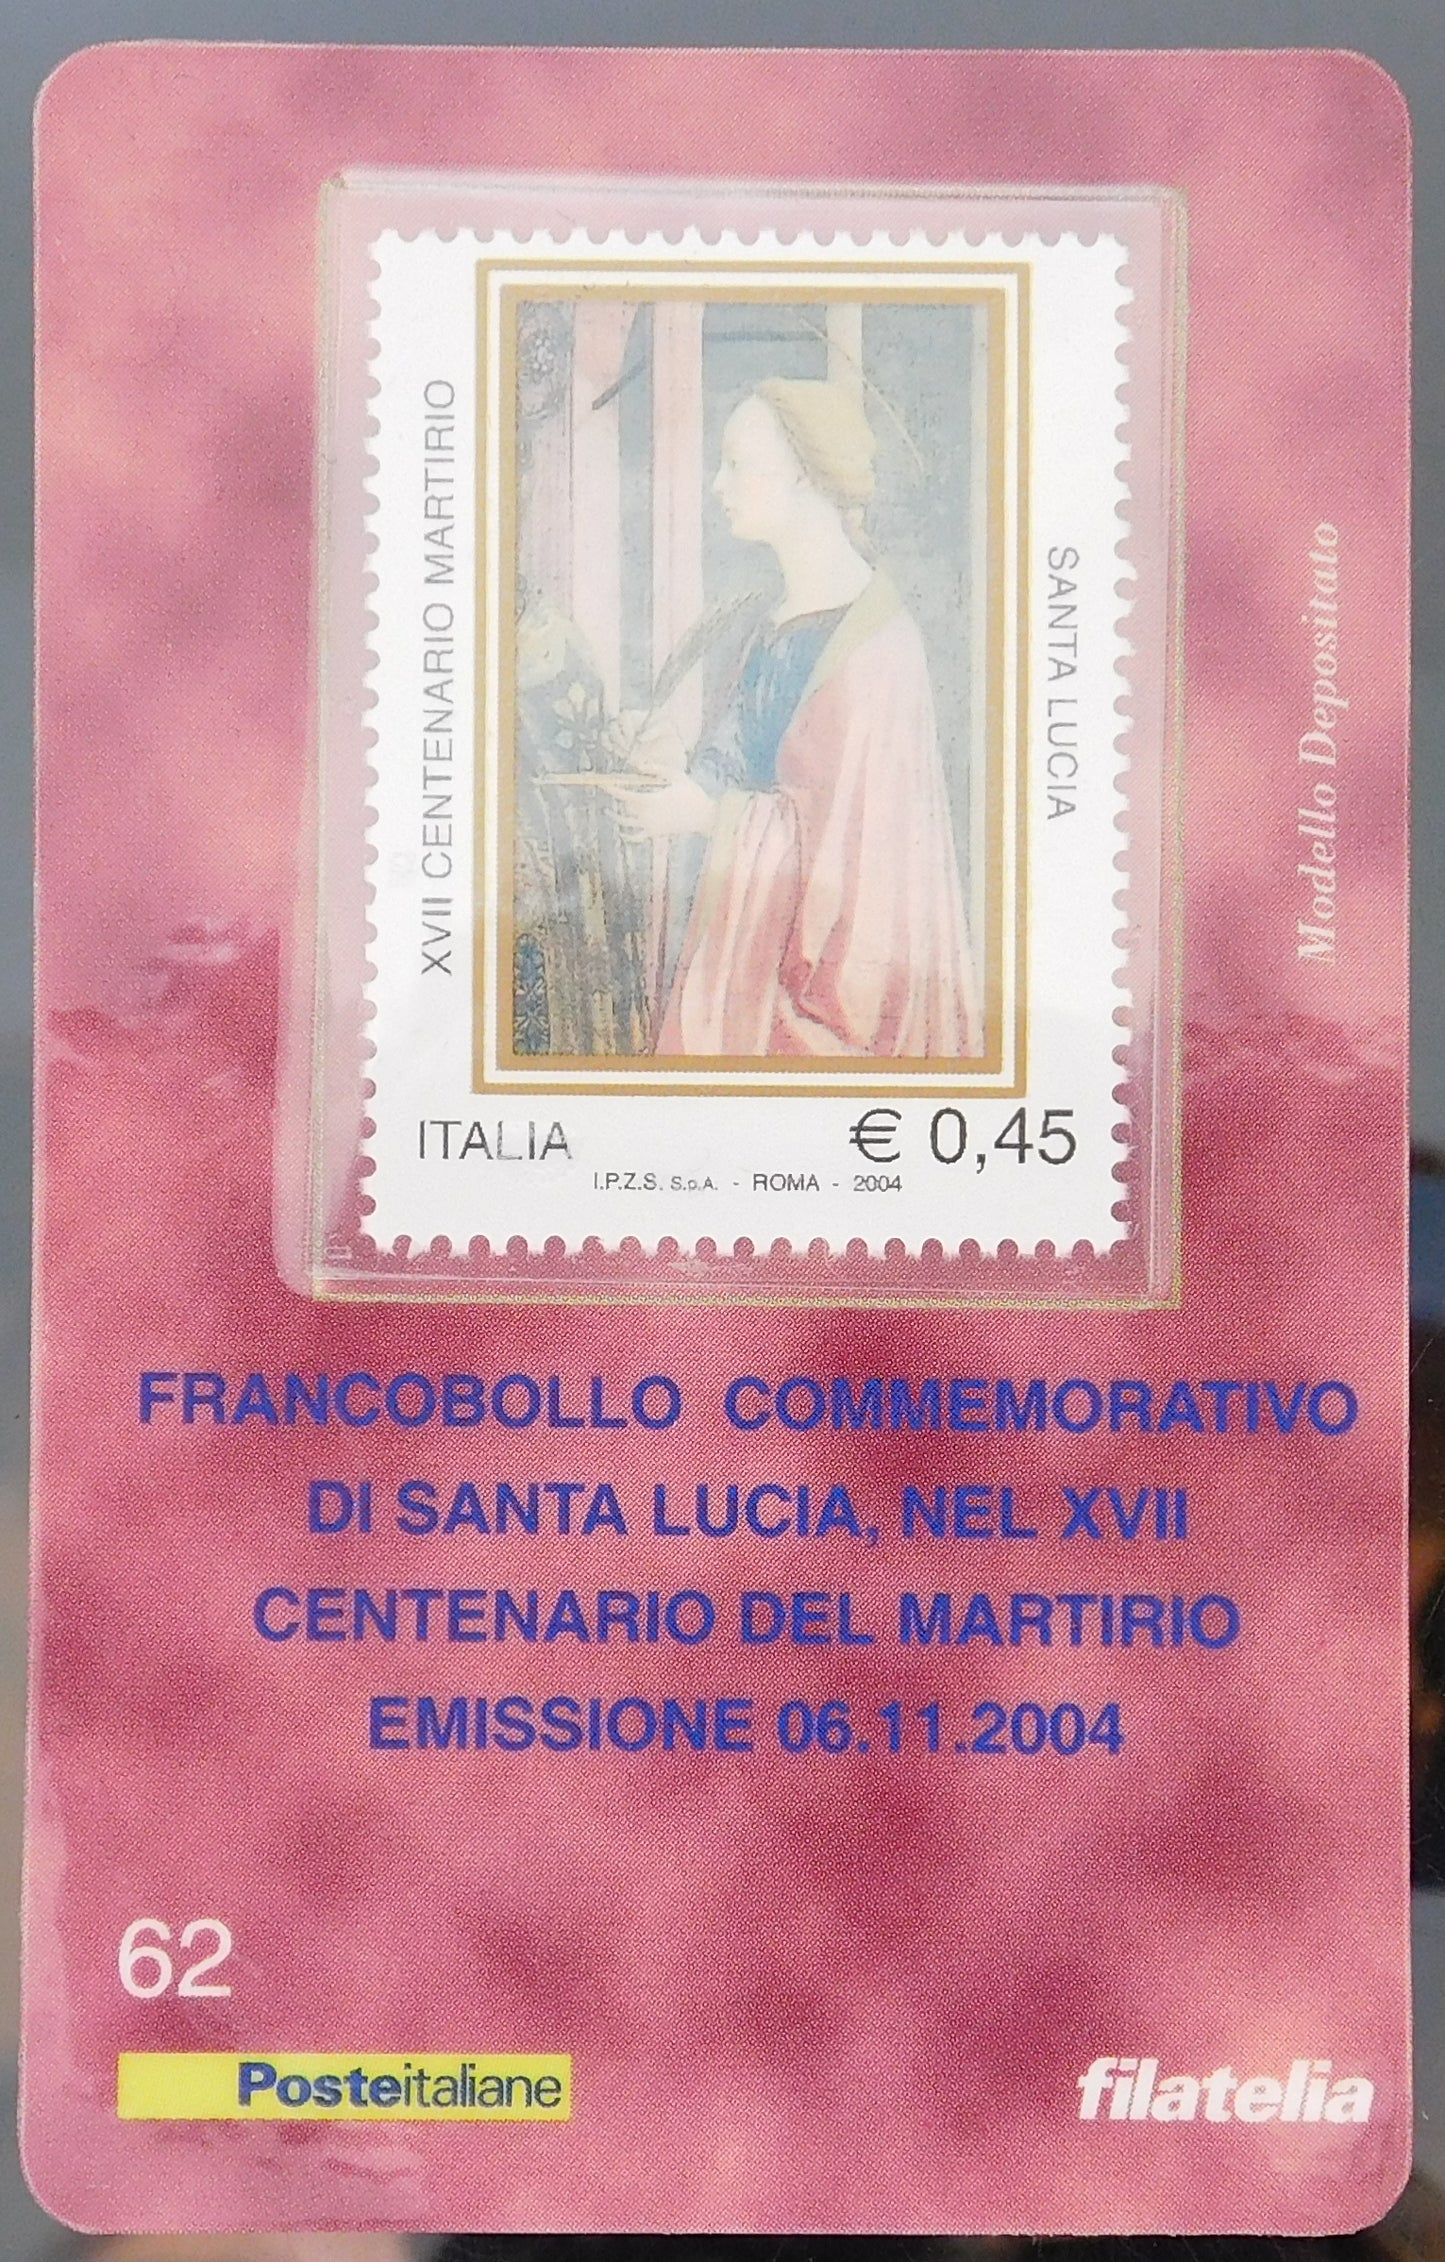 XVII CENTENARIO MARTIRIO
SANTA LUCIA
ITALIA
€ 0,45
I.P.Z.S. S.p.A. - ROMA - 2004
Modello Depositato
FRANCOBOLLO COMMEMORATIVO
DI SANTA LUCIA, NEL XVII
CENTENARIO DEL MARTIRIO
EMISSIONE 06.11.2004
62
Posteitaliane
filatelia